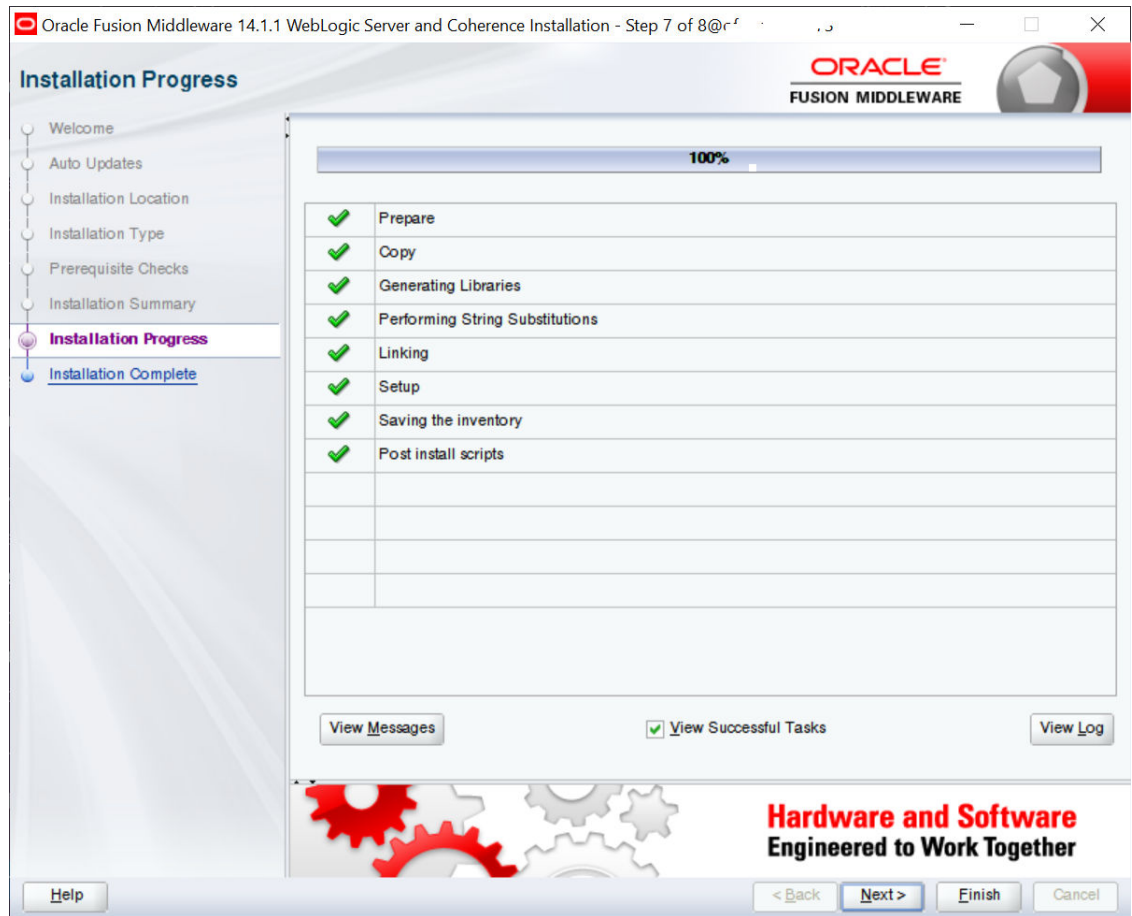 Oracle Fusion Middleware 14.1.1 WebLogic Server and Coherence Installation - Step 7 of 8
Installation Progress
ORACLE
FUSION MIDDLEWARE
Welcome
Auto Updates
Installation Location
Installation Type
Prerequisite Checks
Installation Summary
Installation Progress
Installation Complete
100%
Prepare
Copy
Generating Libraries
Performing String Substitutions
Linking
Setup
Saving the inventory
Post install scripts
View Messages
View Successful Tasks
View Log
Hardware and Software
Engineered to Work Together
Help
< Back
Next >
Finish
Cancel